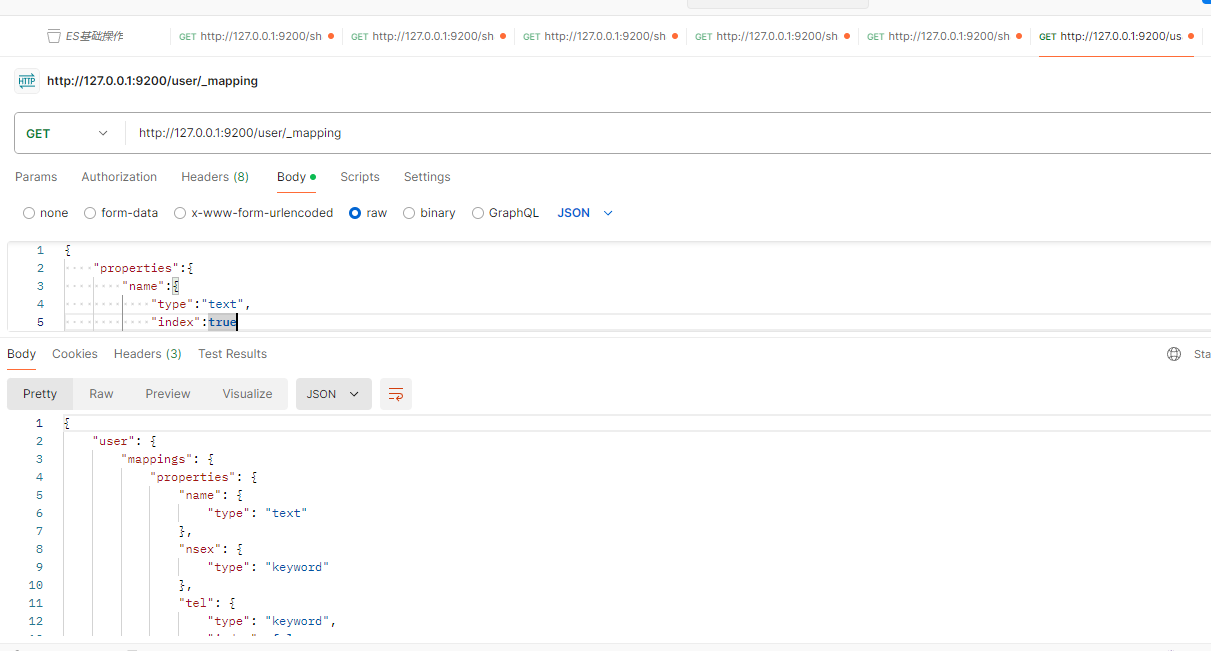 ES基础操作 GET http://127.0.0.1:9200/sh GET http://127.0.0.1:9200/sh GET http://127.0.0.1:9200/sh GET http://127.0.0.1:9200/sh GET http://127.0.0.1:9200/sh GET http://127.0.0.1:9200/us
HTTP http://127.0.0.1:9200/user/_mapping
GET http://127.0.0.1:9200/user/_mapping
Params Authorization Headers (8) Body Scripts Settings
none form-data x-www-form-urlencoded raw binary GraphQL JSON
1 {
2 "properties":{
3 "name":{
4 "type":"text",
5 "index":true
Body Cookies Headers (3) Test Results Sta
Pretty Raw Preview Visualize JSON
1 {
2 "user": {
3 "mappings": {
4 "properties": {
5 "name": {
6 "type": "text"
7 },
8 "nsex": {
9 "type": "keyword"
10 },
11 "tel": {
12 "type": "keyword",